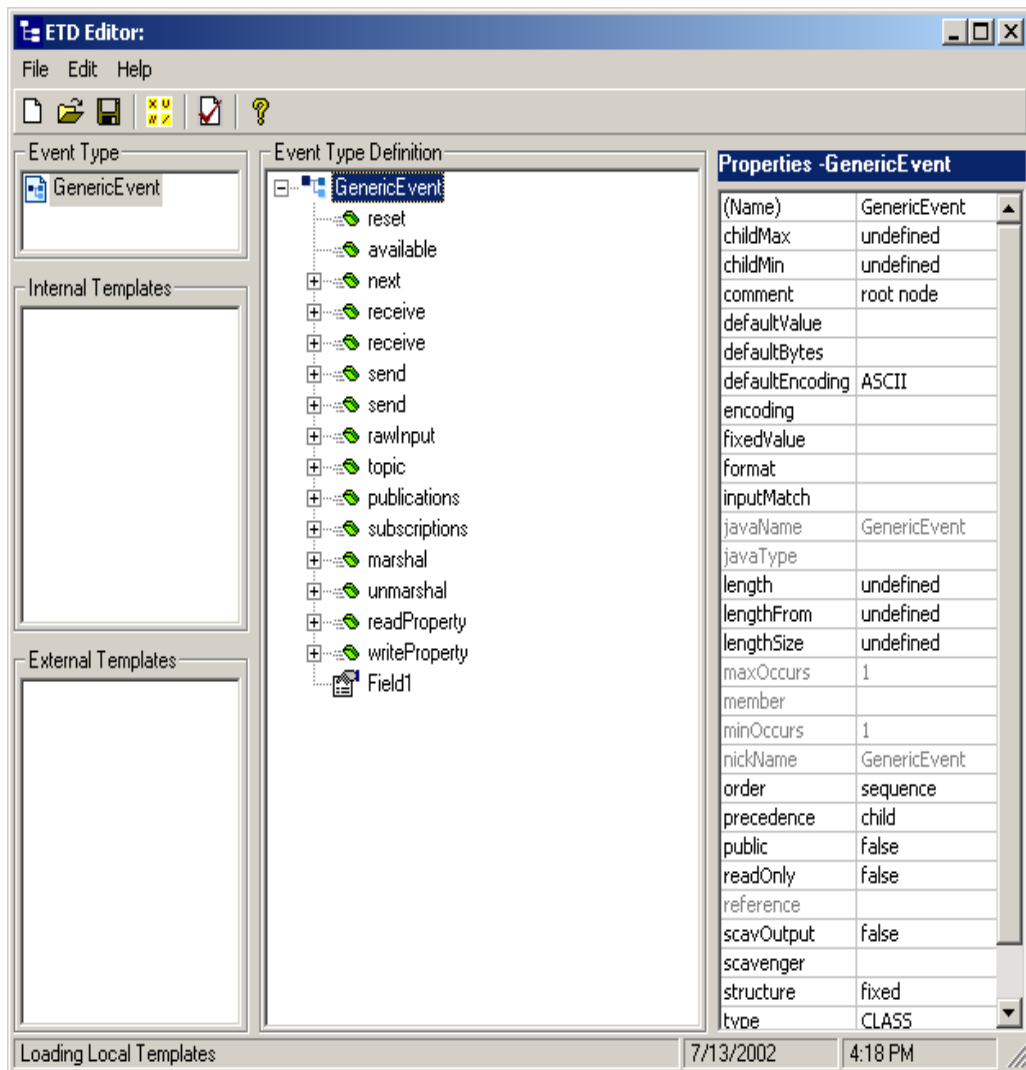 ETD Editor:
File Edit Help
Event Type
GenericEvent
Internal Templates
External Templates
Event Type Definition
GenericEvent
reset
available
next
receive
receive
send
send
rawInput
topic
publications
subscriptions
marshal
unmarshal
readProperty
writeProperty
Field1
Properties -GenericEvent
(Name) GenericEvent
childMax undefined
childMin undefined
comment root node
defaultValue
defaultBytes
defaultEncoding ASCII
encoding
fixedValue
format
inputMatch
javaName GenericEvent
javaType
length undefined
lengthFrom undefined
lengthSize undefined
maxOccurs 1
member
minOccurs 1
nickName GenericEvent
order sequence
precedence child
public false
readOnly false
reference
scavOutput false
scavenger
structure fixed
type CLASS
Loading Local Templates 7/13/2002 4:18 PM